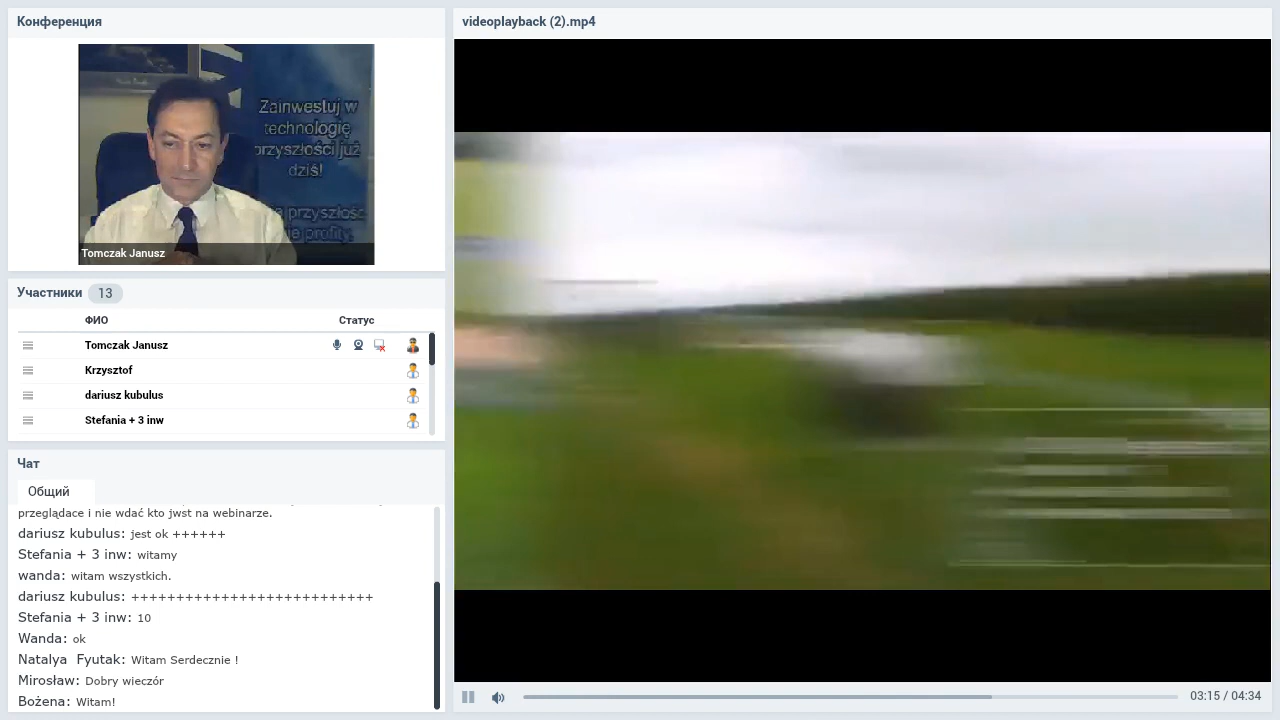 Конференция
Zainwestuj w
technologię
przyszłości już
dziś!
przyszłość
profity.
Tomczak Janusz
Участники 13
ФИО Статус
Tomczak Janusz
Krzysztof
dariusz kubulus
Stefania + 3 inw
Чат
Общий
przeglądace i nie wdać kto jwst na webinarze.
dariusz kubulus: jest ok ++++++
Stefania + 3 inw: witamy
wanda: witam wszystkich.
dariusz kubulus: +++++++++++++++++++++++++++
Stefania + 3 inw: 10
Wanda: ok
Natalya Fyutak: Witam Serdecznie !
Mirosław: Dobry wieczór
Bożena: Witam!
videoplayback (2).mp4
03:15 / 04:34